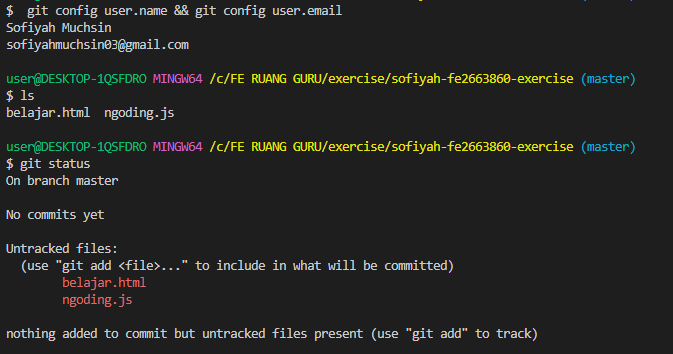 $  git config user.name && git config user.email
Sofiyah Muchsin
sofiyahmuchsin03@gmail.com
user@DESKTOP-1QSFDRO MINGW64 /c/FE RUANG GURU/exercise/sofiyah-fe2663860-exercise (master)
$ ls
belajar.html  ngoding.js
user@DESKTOP-1QSFDRO MINGW64 /c/FE RUANG GURU/exercise/sofiyah-fe2663860-exercise (master)
$ git status
On branch master
No commits yet
Untracked files:
  (use "git add <file>..." to include in what will be committed)
        belajar.html
        ngoding.js
nothing added to commit but untracked files present (use "git add" to track)